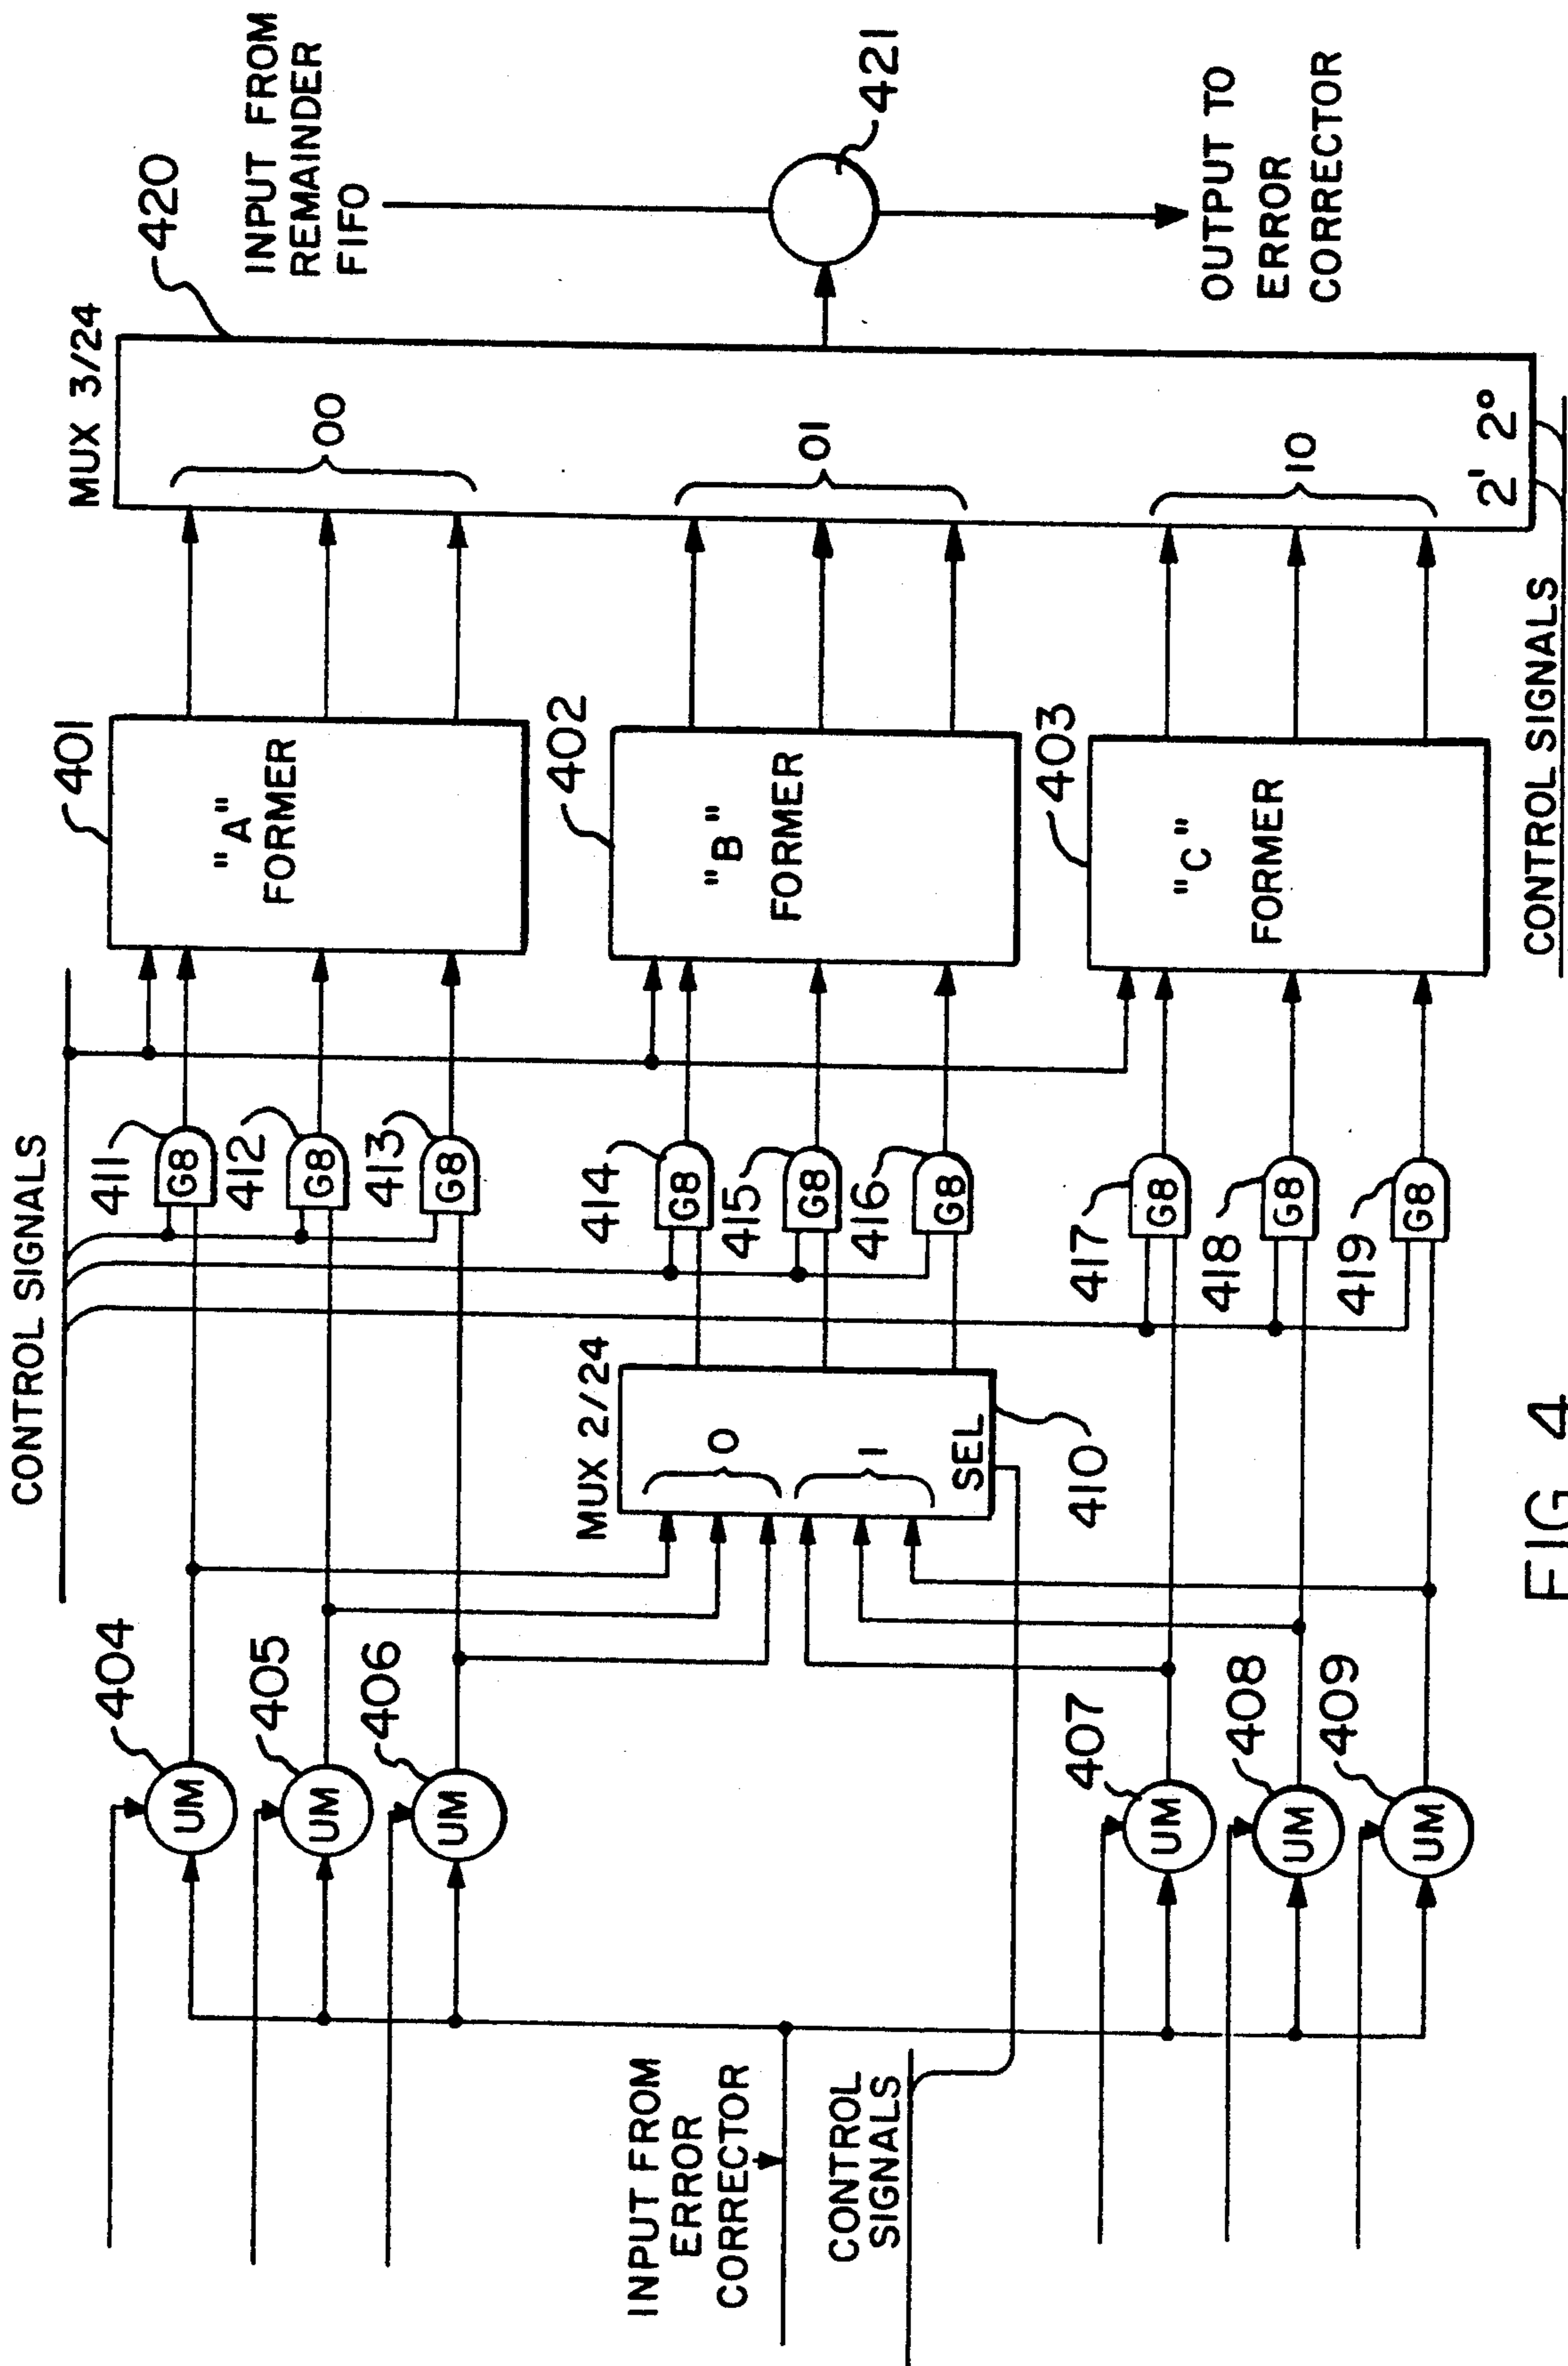 CONTROL SIGNALS
404
UM
405
UM
406
UM
411
G8
412
G8
413
G8
401
"A"
FORMER
MUX 3/24
420
00
01
10
2' 2°
INPUT FROM
REMAINDER
FIFO
421
OUTPUT TO
ERROR
CORRECTOR
MUX 2/24
0
1
SEL
410
414
G8
415
G8
416
G8
402
"B"
FORMER
INPUT FROM
ERROR
CORRECTOR
CONTROL
SIGNALS
407
UM
408
UM
409
UM
417
G8
418
G8
419
G8
403
"C"
FORMER
CONTROL SIGNALS
FIG 4